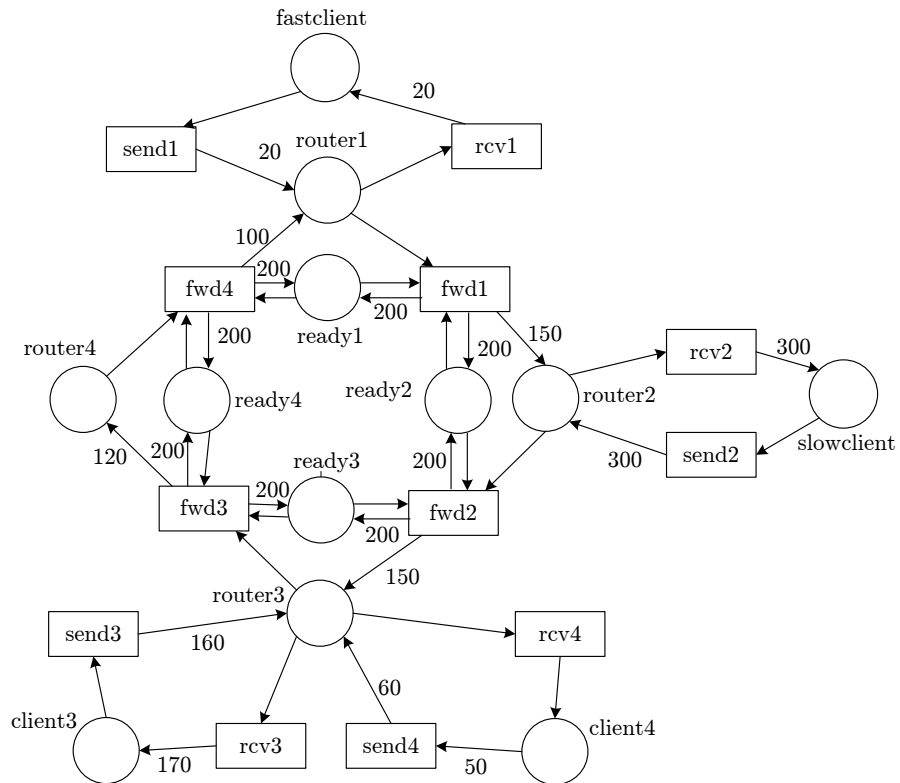 fastclient
20
send1
20
router1
rcv1
100
200
fwd4
fwd1
200
ready1
200
150
200
router4
rcv2
300
ready4
ready2
router2
slowclient
120
200
ready3
200
300
send2
fwd3
200
fwd2
200
150
router3
send3
160
rcv4
60
client3
client4
rcv3
send4
170
50